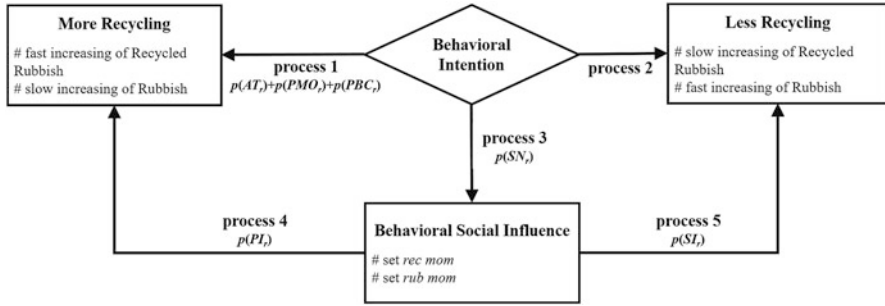 More Recycling
# fast increasing of Recycled
Rubbish
# slow increasing of Rubbish
Behavioral
Intention
Less Recycling
# slow increasing of Recycled
Rubbish
# fast increasing of Rubbish
process 1
p(ATr)+p(PMOr)+p(PBCr)
process 2
process 3
p(SNr)
process 4
p(PIr)
Behavioral Social Influence
# set rec mom
# set rub mom
process 5
p(SIr)